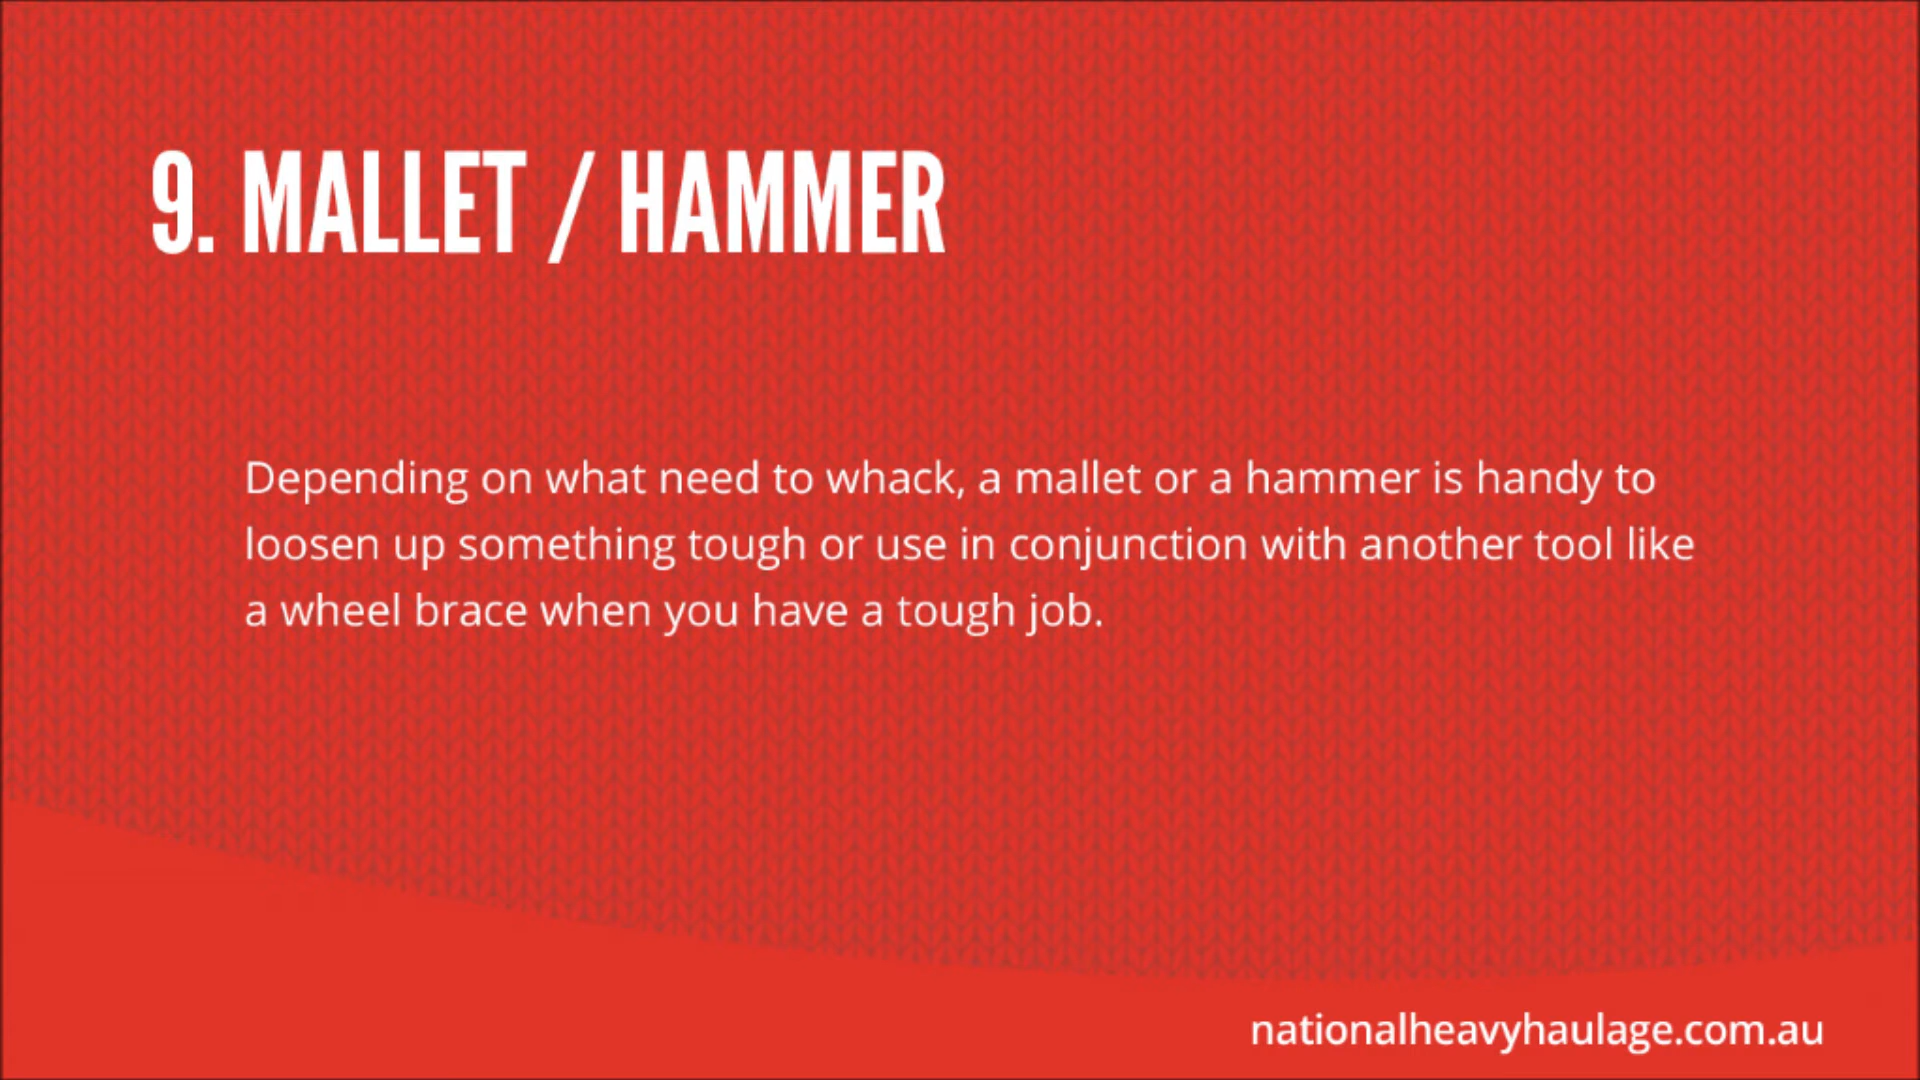 9. MALLET / HAMMER
Depending on what need to whack, a mallet or a hammer is handy to
loosen up something tough or use in conjunction with another tool like
a wheel brace when you have a tough job.
nationalheavyhaulage.com.au